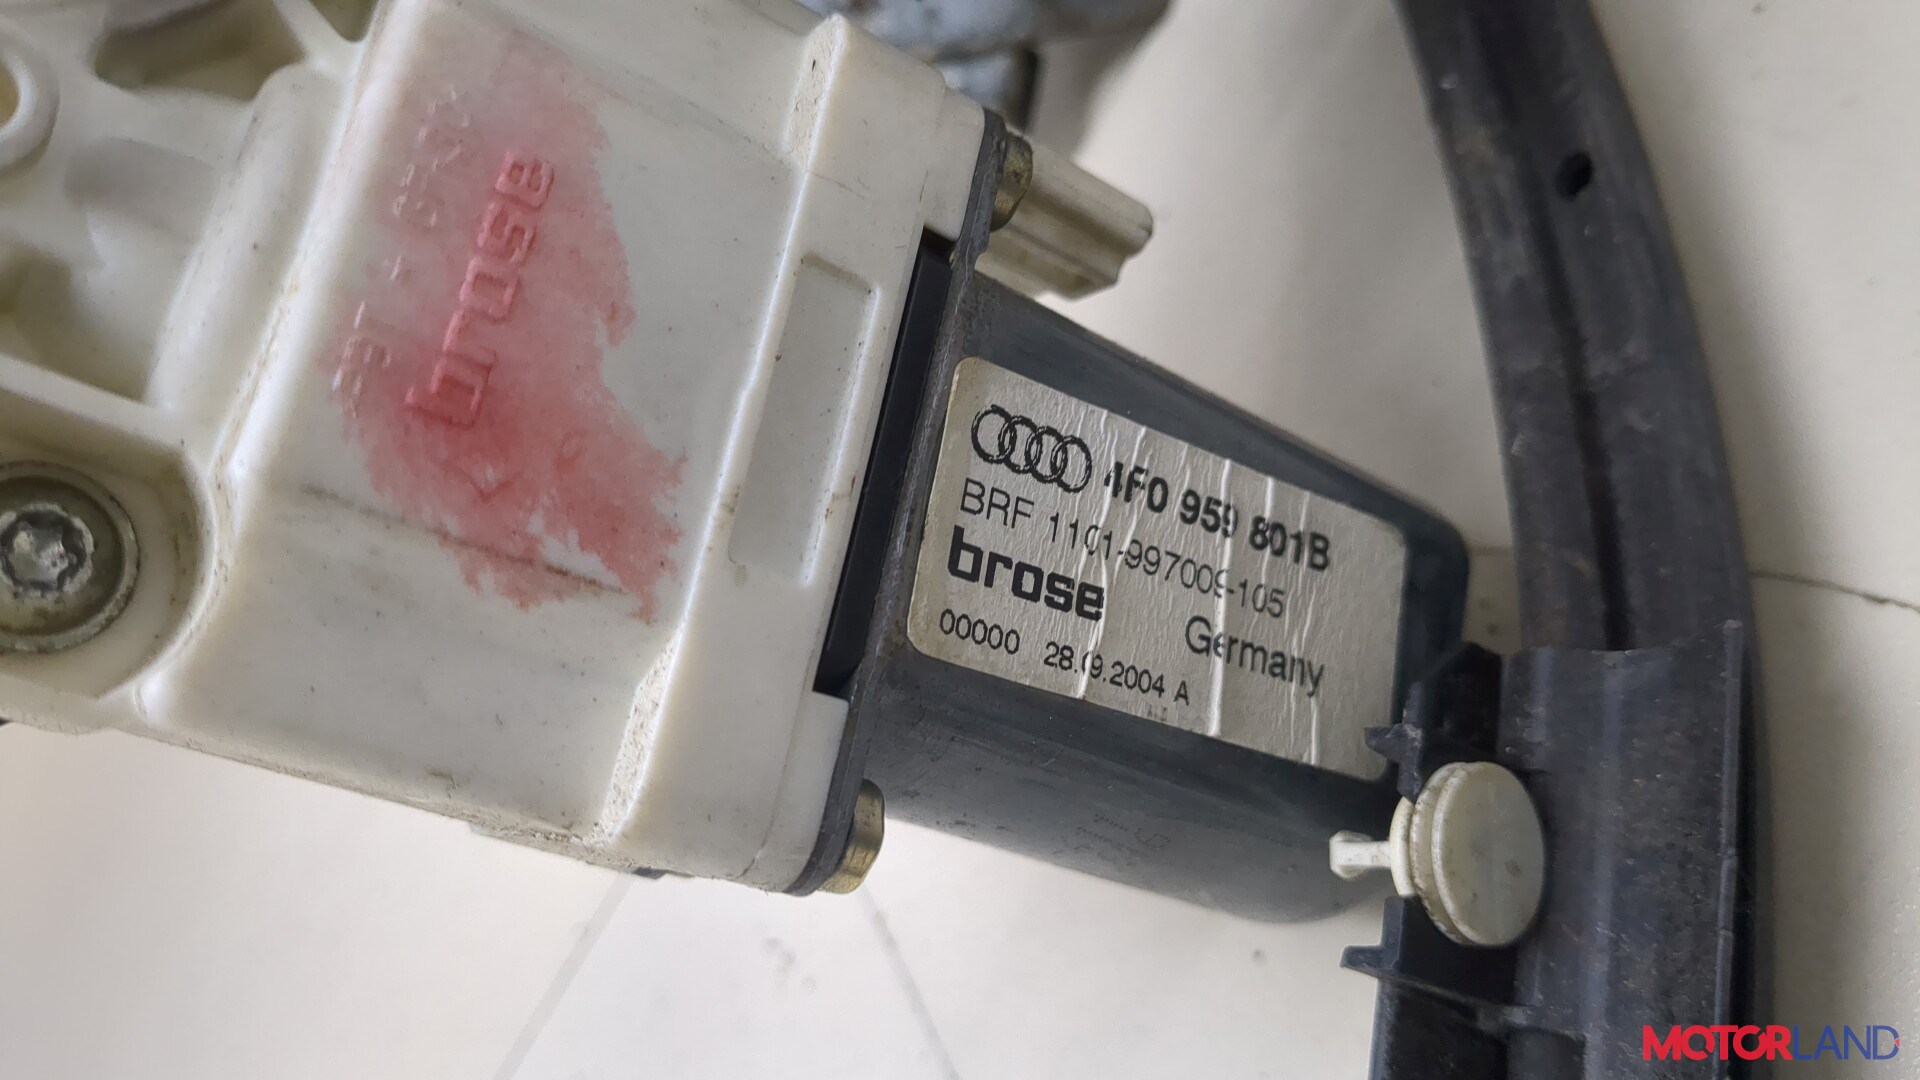 brose
4F0 959 801B
BRF 1101-997009-105
brose
Germany
00000 28.09.2004 A
MOTORLAND